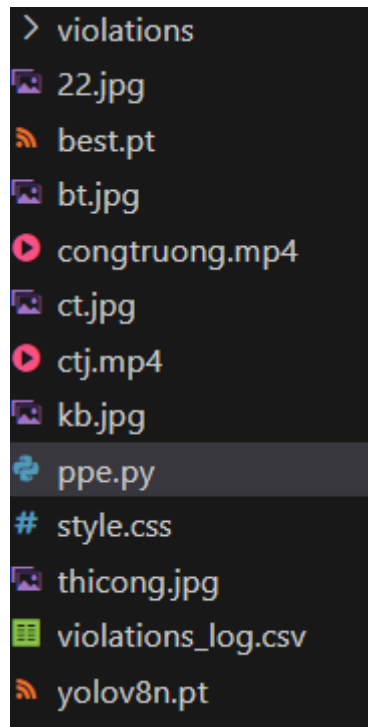 violations
22.jpg
best.pt
bt.jpg
congtruong.mp4
ct.jpg
ctj.mp4
kb.jpg
ppe.py
# style.css
thicong.jpg
violations_log.csv
yolov8n.pt